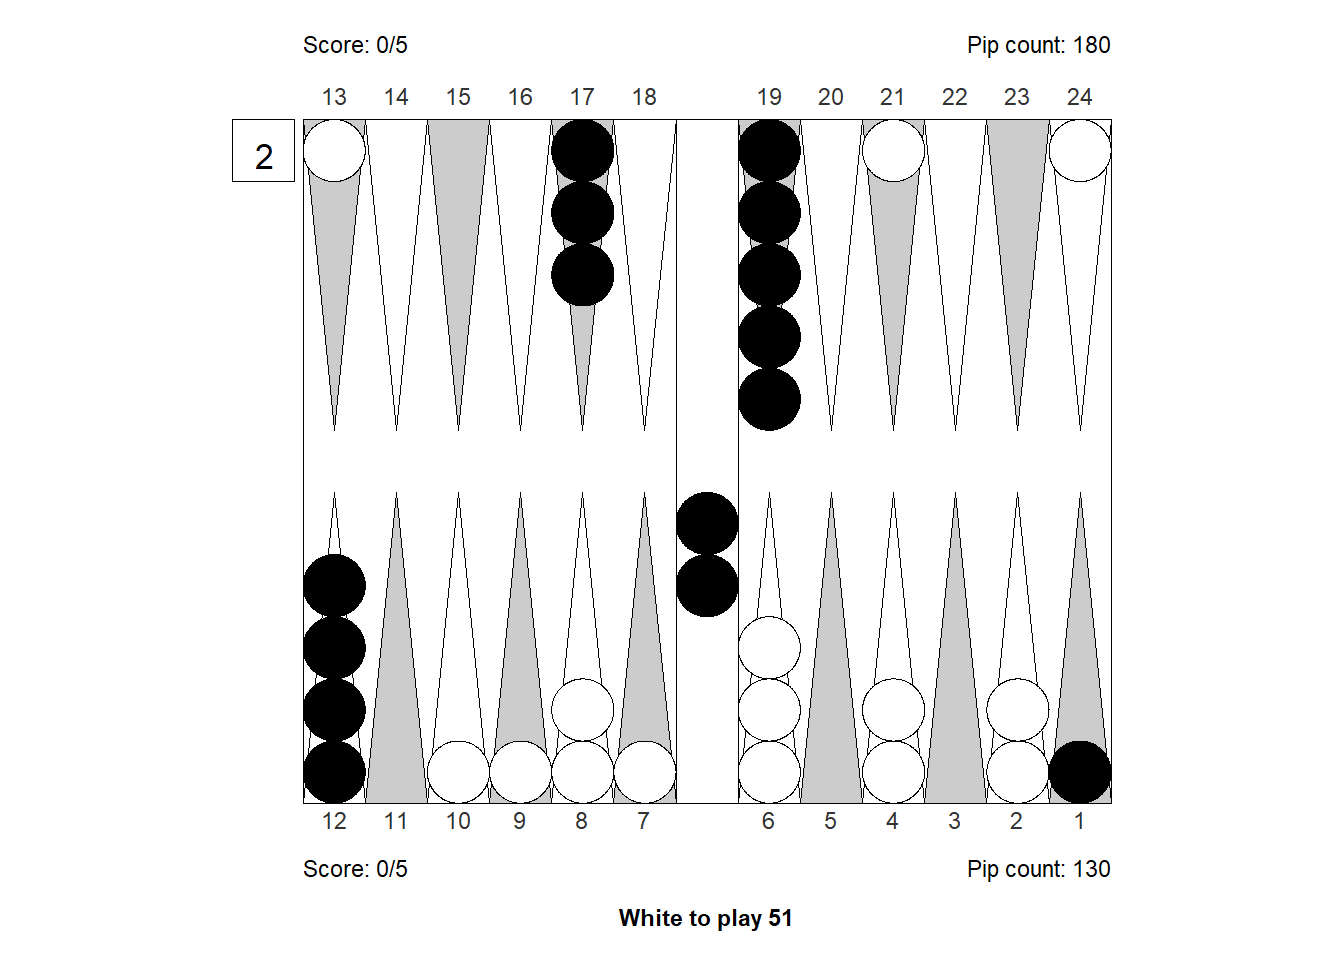 Score: 0/5 Pip count: 180
13 14 15 16 17 18 19 20 21 22 23 24
2
12 11 10 9 8 7 6 5 4 3 2 1
Score: 0/5 Pip count: 130
White to play 51